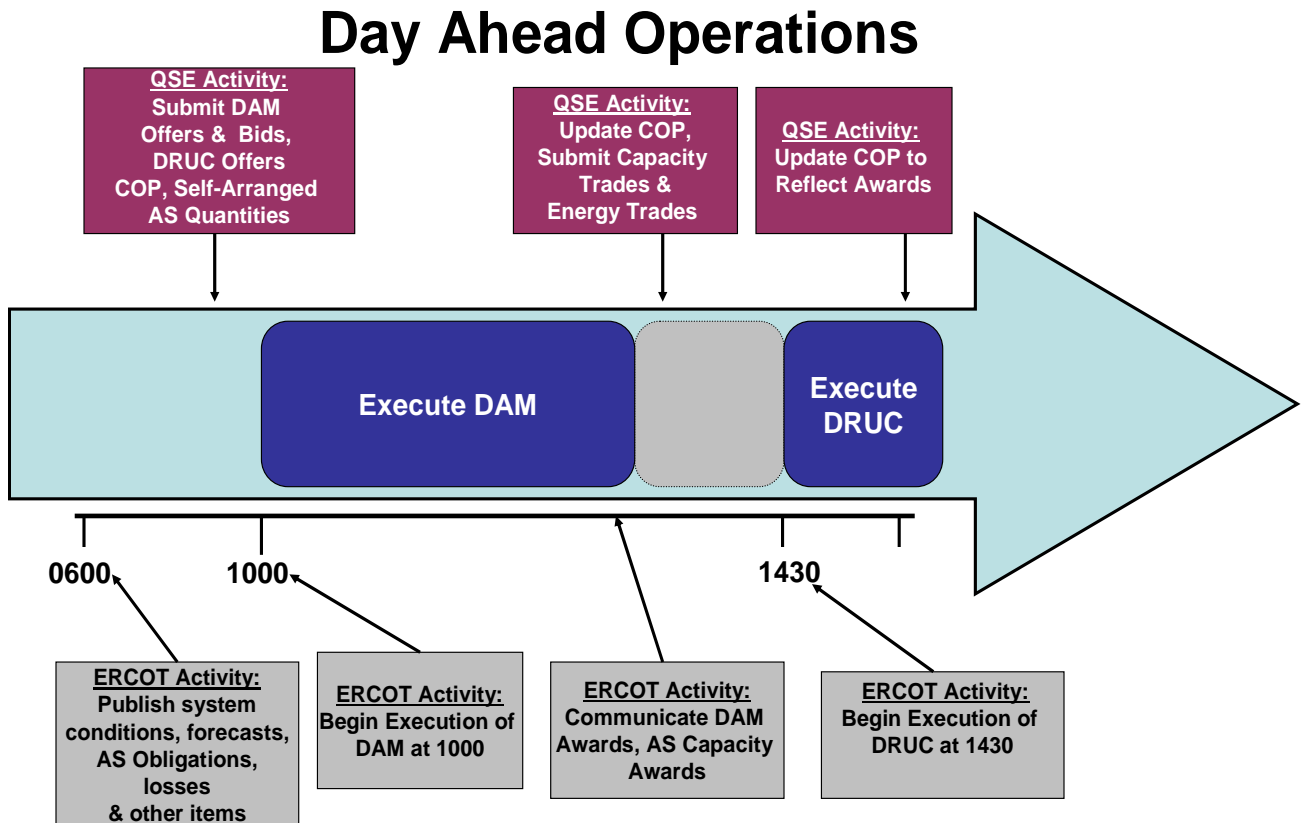 Day Ahead Operations
QSE Activity:
Submit DAM
Offers & Bids,
DRUC Offers
COP, Self-Arranged
AS Quantities
QSE Activity:
Update COP,
Submit Capacity
Trades &
Energy Trades
QSE Activity:
Update COP to
Reflect Awards
Execute DAM
Execute
DRUC
0600
1000
1430
ERCOT Activity:
Publish system
conditions, forecasts,
AS Obligations,
losses
& other items
ERCOT Activity:
Begin Execution of
DAM at 1000
ERCOT Activity:
Communicate DAM
Awards, AS Capacity
Awards
ERCOT Activity:
Begin Execution of
DRUC at 1430